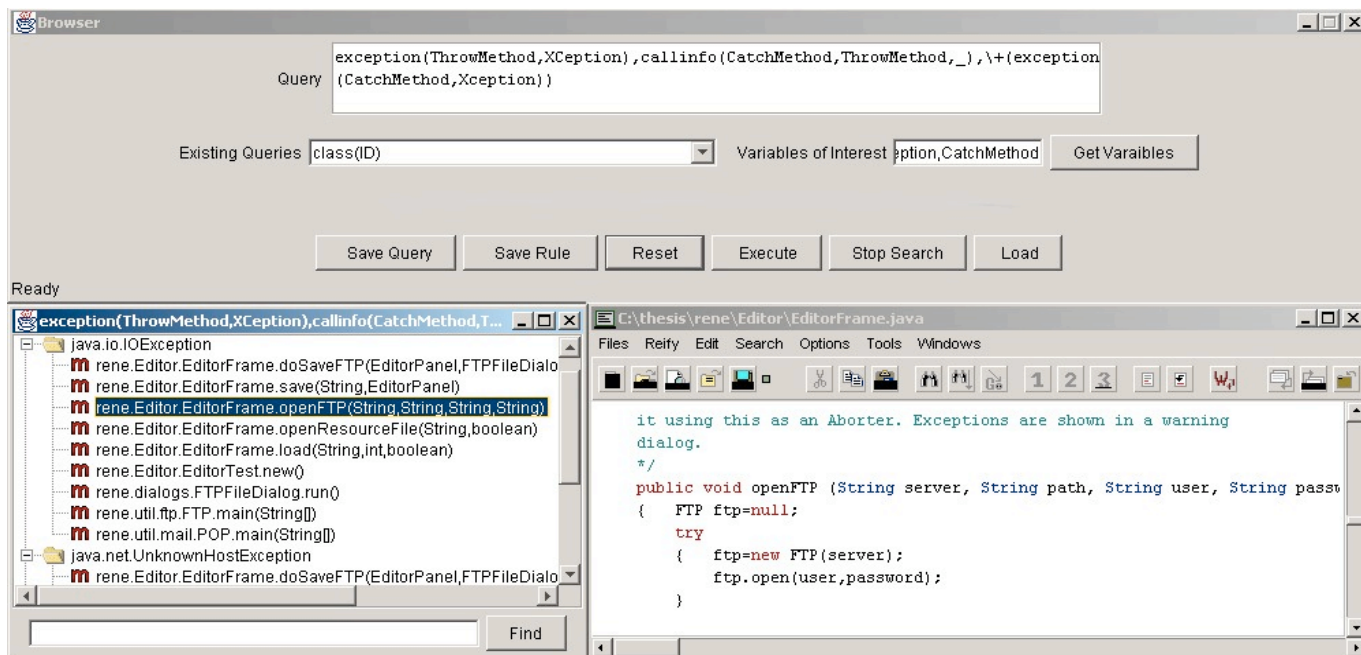 Browser
exception(ThrowMethod,XCeption),callinfo(CatchMethod,ThrowMethod,_),\+(exception
Query
(CatchMethod,Xception))
Existing Queries class(ID) Variables of Interest eption,CatchMethod Get Varaibles
Save Query Save Rule Reset Execute Stop Search Load
Ready
exception(ThrowMethod,XCeption),callinfo(CatchMethod,T...
java.io.IOException
m rene.Editor.EditorFrame.doSaveFTP(EditorPanel,FTPFileDialo
m rene.Editor.EditorFrame.save(String,EditorPanel)
m rene.Editor.EditorFrame.openFTP(String,String,String,String)
m rene.Editor.EditorFrame.openResourceFile(String,boolean)
m rene.Editor.EditorFrame.load(String,int,boolean)
m rene.Editor.EditorTest.new()
m rene.dialogs.FTPFileDialog.run()
m rene.util.ftp.FTP.main(String[])
m rene.util.mail.POP.main(String[])
java.net.UnknownHostException
m rene.Editor.EditorFrame.doSaveFTP(EditorPanel,FTPFileDialo
Find
C:\thesis\rene\Editor\EditorFrame.java
Files Reify Edit Search Options Tools Windows
1 2 3
it using this as an Aborter. Exceptions are shown in a warning
dialog.
*/
public void openFTP (String server, String path, String user, String passw
{ FTP ftp=null;
try
{ ftp=new FTP(server);
ftp.open(user,password);
}